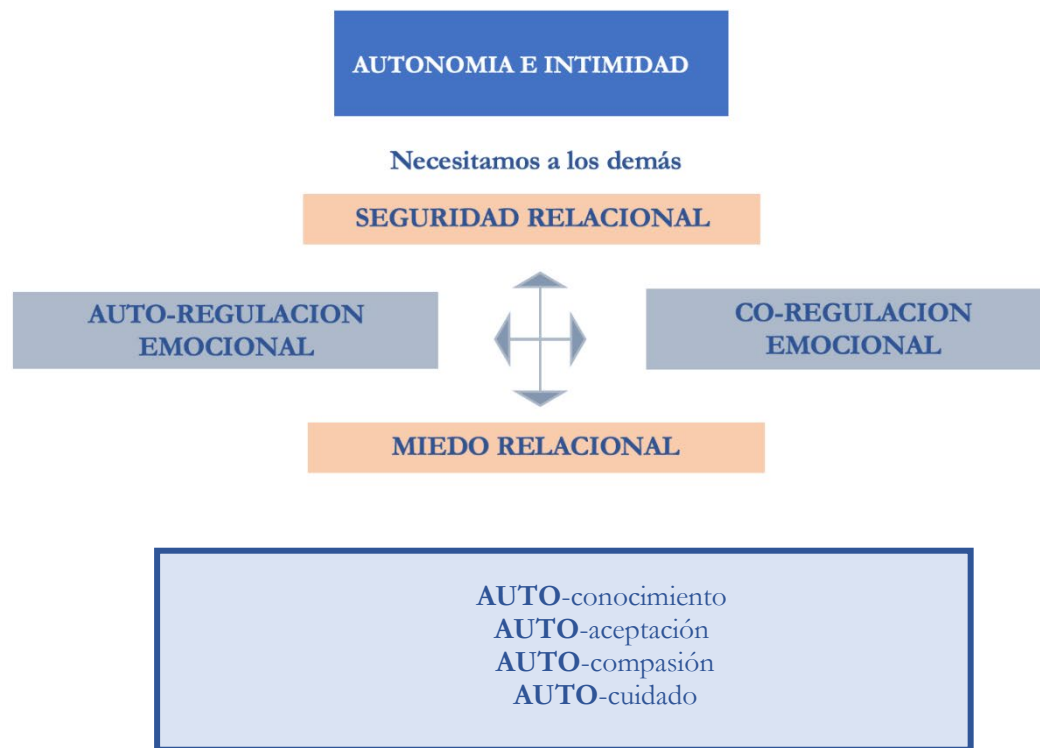 AUTONOMIA E INTIMIDAD
Necesitamos a los demás
SEGURIDAD RELACIONAL
AUTO-REGULACION
EMOCIONAL
CO-REGULACION
EMOCIONAL
MIEDO RELACIONAL
AUTO-conocimiento
AUTO-aceptación
AUTO-compasión
AUTO-cuidado